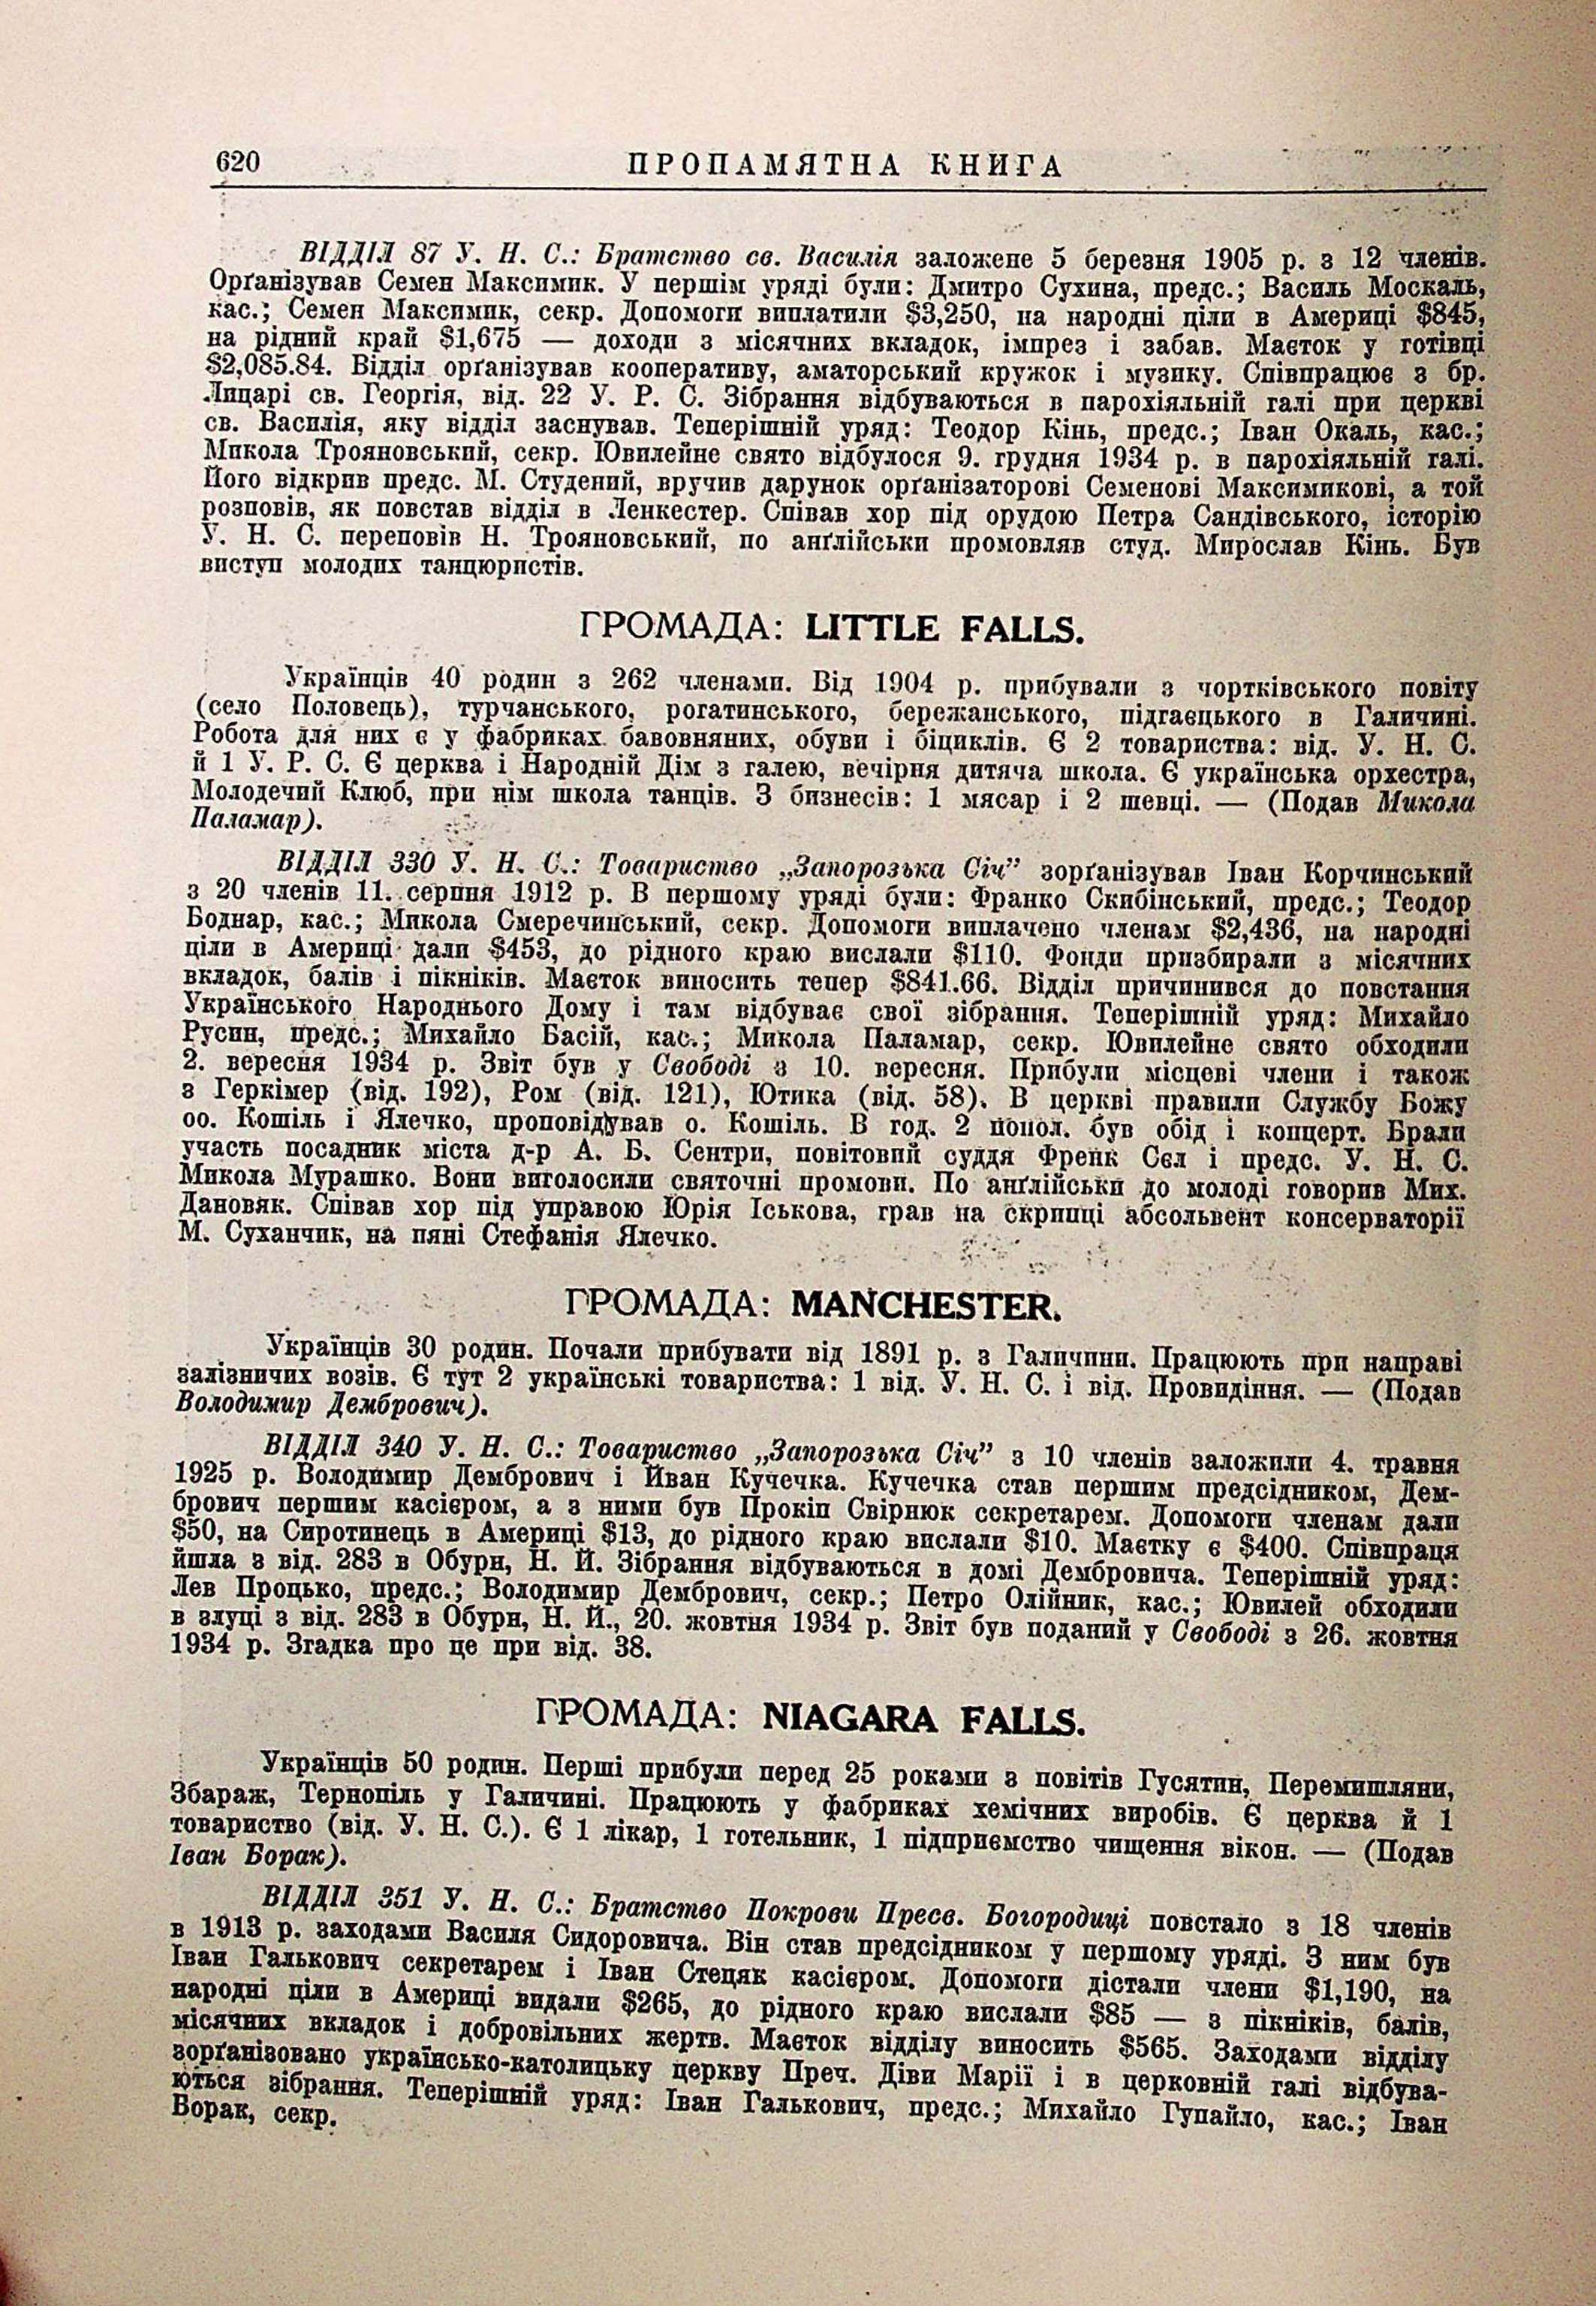 620 ПРОПАМЯТНА КНИГА
ВІДДІЛ 87 У. Н. С.: Братство св. Василія заложене 5 березня 1905 р. з 12 членів.
Орґанізував Семен Максимик. У першім уряді були: Дмитро Сухина, предс.; Василь Москаль,
кас.; Семен Максимик, секр. Допомоги виплатили $3,250, на народні ціли в Америці $845,
на рідний край $1,675 — доходи з місячних вкладок, імпрез і забав. Маєток у готівці
$2,085.84. Відділ орґанізував кооперативу, аматорський кружок і музику. Співпрацює з бр.
Лицарі св. Георгія, від. 22 У. Р. С. Зібрання відбуваються в парохіяльній галі при церкві
св. Василія, яку відділ заснував. Теперішній уряд: Теодор Кінь, предс.; Іван Окаль, кас.;
Микола Трояновський, секр. Ювилейне свято відбулося 9. грудня 1934 р. в парохіяльній галі.
Його відкрив предс. М. Студений, вручив дарунок орґанізаторові Семенові Максимикові, а той
розповів, як повстав відділ в Ленкестер. Співав хор під орудою Петра Сандівського, історію
У. Н. С. переповів Н. Трояновський, по анґлійськи промовляв студ. Мирослав Кінь. Був
виступ молодих танцюристів.
ГРОМАДА: LITTLE FALLS.
Українців 40 родин з 262 членами. Від 1904 р. прибували з чортківського повіту
(село Половець), турчанського, рогатинського, бережанського, підгаєцького в Галичині.
Робота для них є у фабриках бавовняних, обуви і біциклів. Є 2 товариства: від. У. Н. С.
й 1 У. Р. С. Є церква і Народній Дім з галею, вечірня дитяча школа. Є українська орхестра,
Молодечий Клюб, при нім школа танців. З бизнесів: 1 мясар і 2 шевці. — (Подав Микола
Паламар).
ВІДДІЛ 330 У. Н. С.: Товариство „Запорозька Січ” зорґанізував Іван Корчинський
з 20 членів 11. серпня 1912 р. В першому уряді були: Франко Скибінський, предс.; Теодор
Боднар, кас.; Микола Смеречинський, секр. Допомоги виплачено членам $2,436, на народні
ціли в Америці дали $453, до рідного краю вислали $110. Фонди призбирали з місячних
вкладок, балів і пікніків. Маєток виносить тепер $841.66. Відділ причинився до повстання
Українського Народнього Дому і там відбуває свої зібрання. Теперішній уряд: Михайло
Русин, предс.; Михайло Басій, кас.; Микола Паламар, секр. Ювилейне свято обходили
2. вересня 1934 р. Звіт був у Свободі з 10. вересня. Прибули місцеві члени і також
з Геркімер (від. 192), Ром (від. 121), Ютика (від. 58). В церкві правили Службу Божу
оо. Кошіль і Ялечко, проповідував о. Кошіль. В год. 2 попол. був обід і концерт. Брали
участь посадник міста д-р А. Б. Сентри, повітовий суддя Френк Сел і предс. У. Н. С.
Микола Мурашко. Вони виголосили святочні промови. По анґлійськи до молоді говорив Мих.
Дановяк. Співав хор під управою Юрія Іськова, грав на скрипці абсольвент консерваторії
М. Суханчик, на пяні Стефанія Ялечко.
ГРОМАДА: MANCHESTER.
Українців 30 родин. Почали прибувати від 1891 р. з Галичини. Працюють при направі
залізничих возів. Є тут 2 українські товариства: 1 від. У. Н. С. і від. Провидіння. — (Подав
Володимир Дембрович).
ВІДДІЛ 340 У. Н. С.: Товариство „Запорозька Січ” з 10 членів заложили 4. травня
1925 р. Володимир Демброви́ч і Иван Кучечка. Кучечка став першим предсідником, Дем-
брович першим касієром, а з ними був Прокіп Свірнюк секретарем. Допомоги членам дали
$50, на Сиротинець в Америці $13, до рідного краю вислали $10. Маєтку є $400. Співпраця
йшла з від. 283 в Обурн, Н. Й. Зібрання відбуваються в домі Дембровича. Теперішній уряд:
Лев Процько, предс.; Володимир Дембрович, секр.; Петро Олійник, кас.; Ювилей обходили
в злуці з від. 283 в Обурн, Н. Й., 20. жовтня 1934 р. Звіт був поданий у Свободі з 26. жовтня
1934 р. Згадка про це при від. 38.
ГРОМАДА: NIAGARA FALLS.
Українців 50 родин. Перші прибули перед 25 роками з повітів Гусятин, Перемишляни,
Збараж, Тернопіль у Галичині. Працюють у фабриках хемічних виробів. Є церква й 1
товариство (від. У. Н. С.). Є 1 лікар, 1 готельник, 1 підприємство чищення вікон. — (Подав
Іван Борак).
ВІДДІЛ 351 У. Н. С.: Братство Покрови Пресв. Богородиці повстало з 18 членів
в 1913 р. заходами Василя Сидоровича. Він став предсідником у першому уряді. З ним був
Іван Галькович секретарем і Іван Стецяк касієром. Допомоги дістали члени $1,190, на
народні ціли в Америці видали $265, до рідного краю вислали $85 — з пікніків, балів,
місячних вкладок і добровільних жертв. Маєток відділу виносить $565. Заходами відділу
зорґанізовано українсько-католицьку церкву Преч. Діви Марії і в церковній галі відбува-
ються зібрання. Теперішній уряд: Іван Галькович, предс.; Михайло Гупайло, кас.; Іван
Борак, секр.